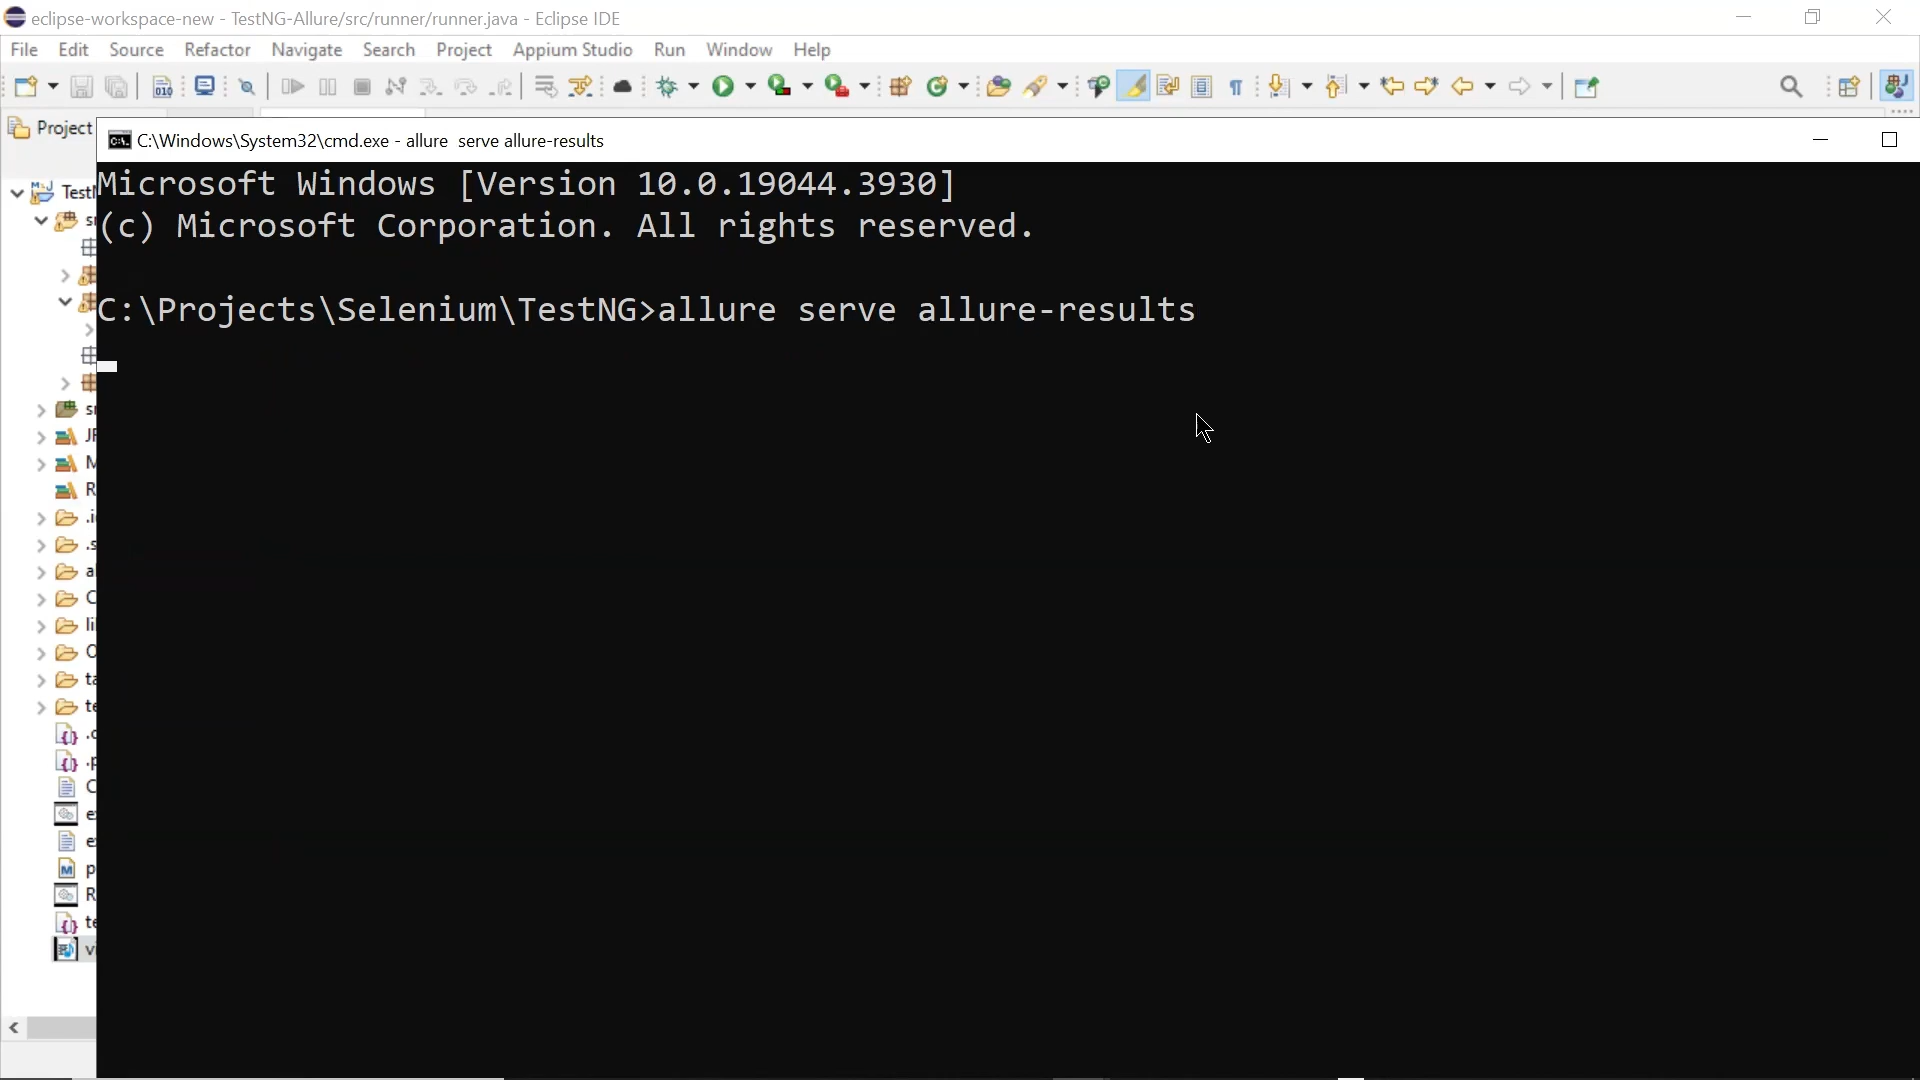 eclipse-workspace-new - TestNG-Allure/src/runner/runner.java - Eclipse IDE
File Edit Source Refactor Navigate Search Project Appium Studio Run Window Help
Project
C:\Windows\System32\cmd.exe - allure  serve allure-results
Microsoft Windows [Version 10.0.19044.3930]
(c) Microsoft Corporation. All rights reserved.
C:\Projects\Selenium\TestNG>allure serve allure-results